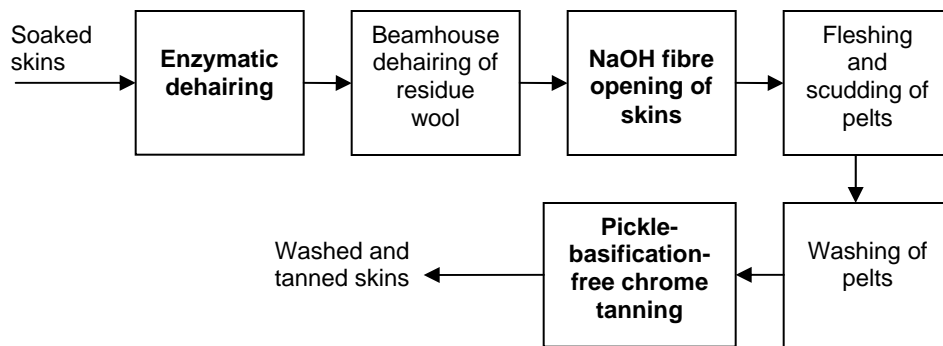 Soaked
skins
Enzymatic
dehairing
Beamhouse
dehairing of
residue
wool
NaOH fibre
opening of
skins
Fleshing
and
scudding of
pelts
Washing of
pelts
Pickle-
basification-
free chrome
tanning
Washed and
tanned skins